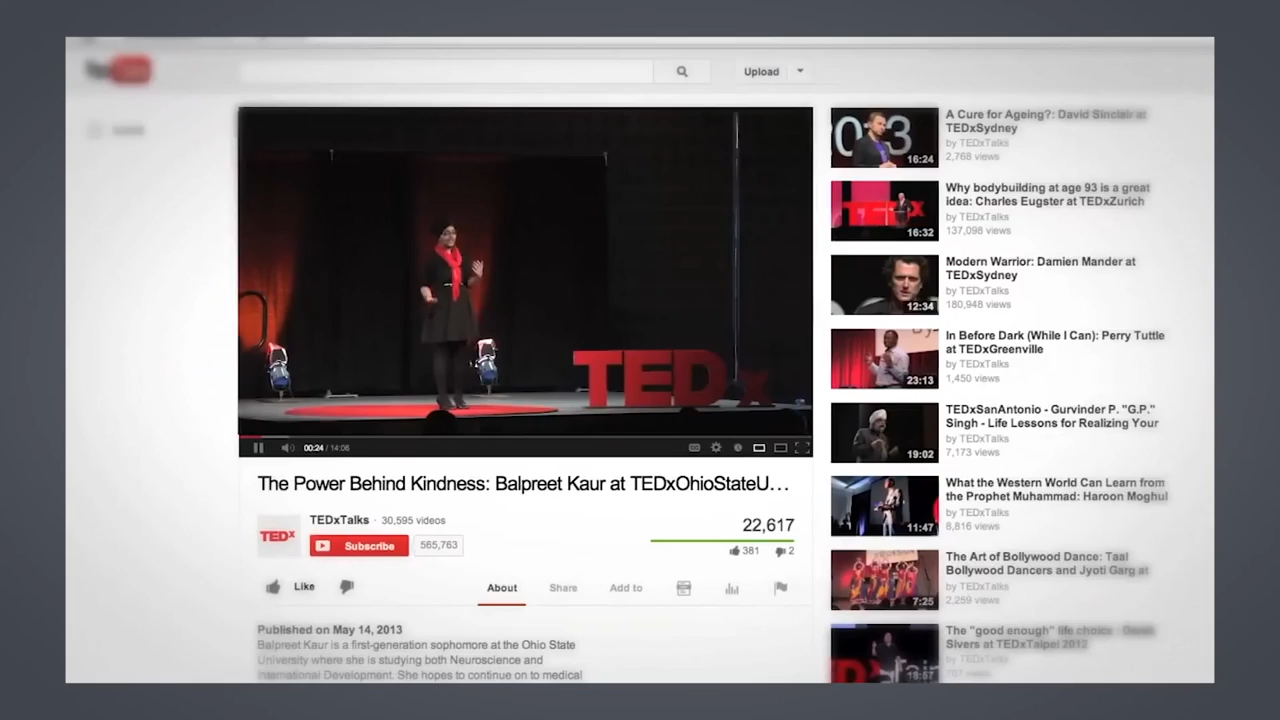 Upload
TEDx
00:24 / 14:06
The Power Behind Kindness: Balpreet Kaur at TEDxOhioStateU...
TEDx
TEDxTalks · 30,595 videos
Subscribe
565,763
22,617
381
2
Like
About
Share
Add to
Published on May 14, 2013
Balpreet Kaur is a first-generation sophomore at the Ohio State
University where she is studying both Neuroscience and
International Development. She hopes to continue on to medical
16:24
A Cure for Ageing?: David Sinclair at
TEDxSydney
by TEDxTalks
2,768 views
16:32
Why bodybuilding at age 93 is a great
idea: Charles Eugster at TEDxZurich
by TEDxTalks
137,098 views
12:34
Modern Warrior: Damien Mander at
TEDxSydney
by TEDxTalks
180,948 views
23:13
In Before Dark (While I Can): Perry Tuttle
at TEDxGreenville
by TEDxTalks
1,450 views
19:02
TEDxSanAntonio - Gurvinder P. "G.P."
Singh - Life Lessons for Realizing Your
by TEDxTalks
7,173 views
11:47
What the Western World Can Learn from
the Prophet Muhammad: Haroon Moghul
by TEDxTalks
8,816 views
7:25
The Art of Bollywood Dance: Taal
Bollywood Dancers and Jyoti Garg at
by TEDxTalks
2,259 views
18:57
The "good enough" life choice : Derek
Sivers at TEDxTaipei 2012
by TEDxTalks
views